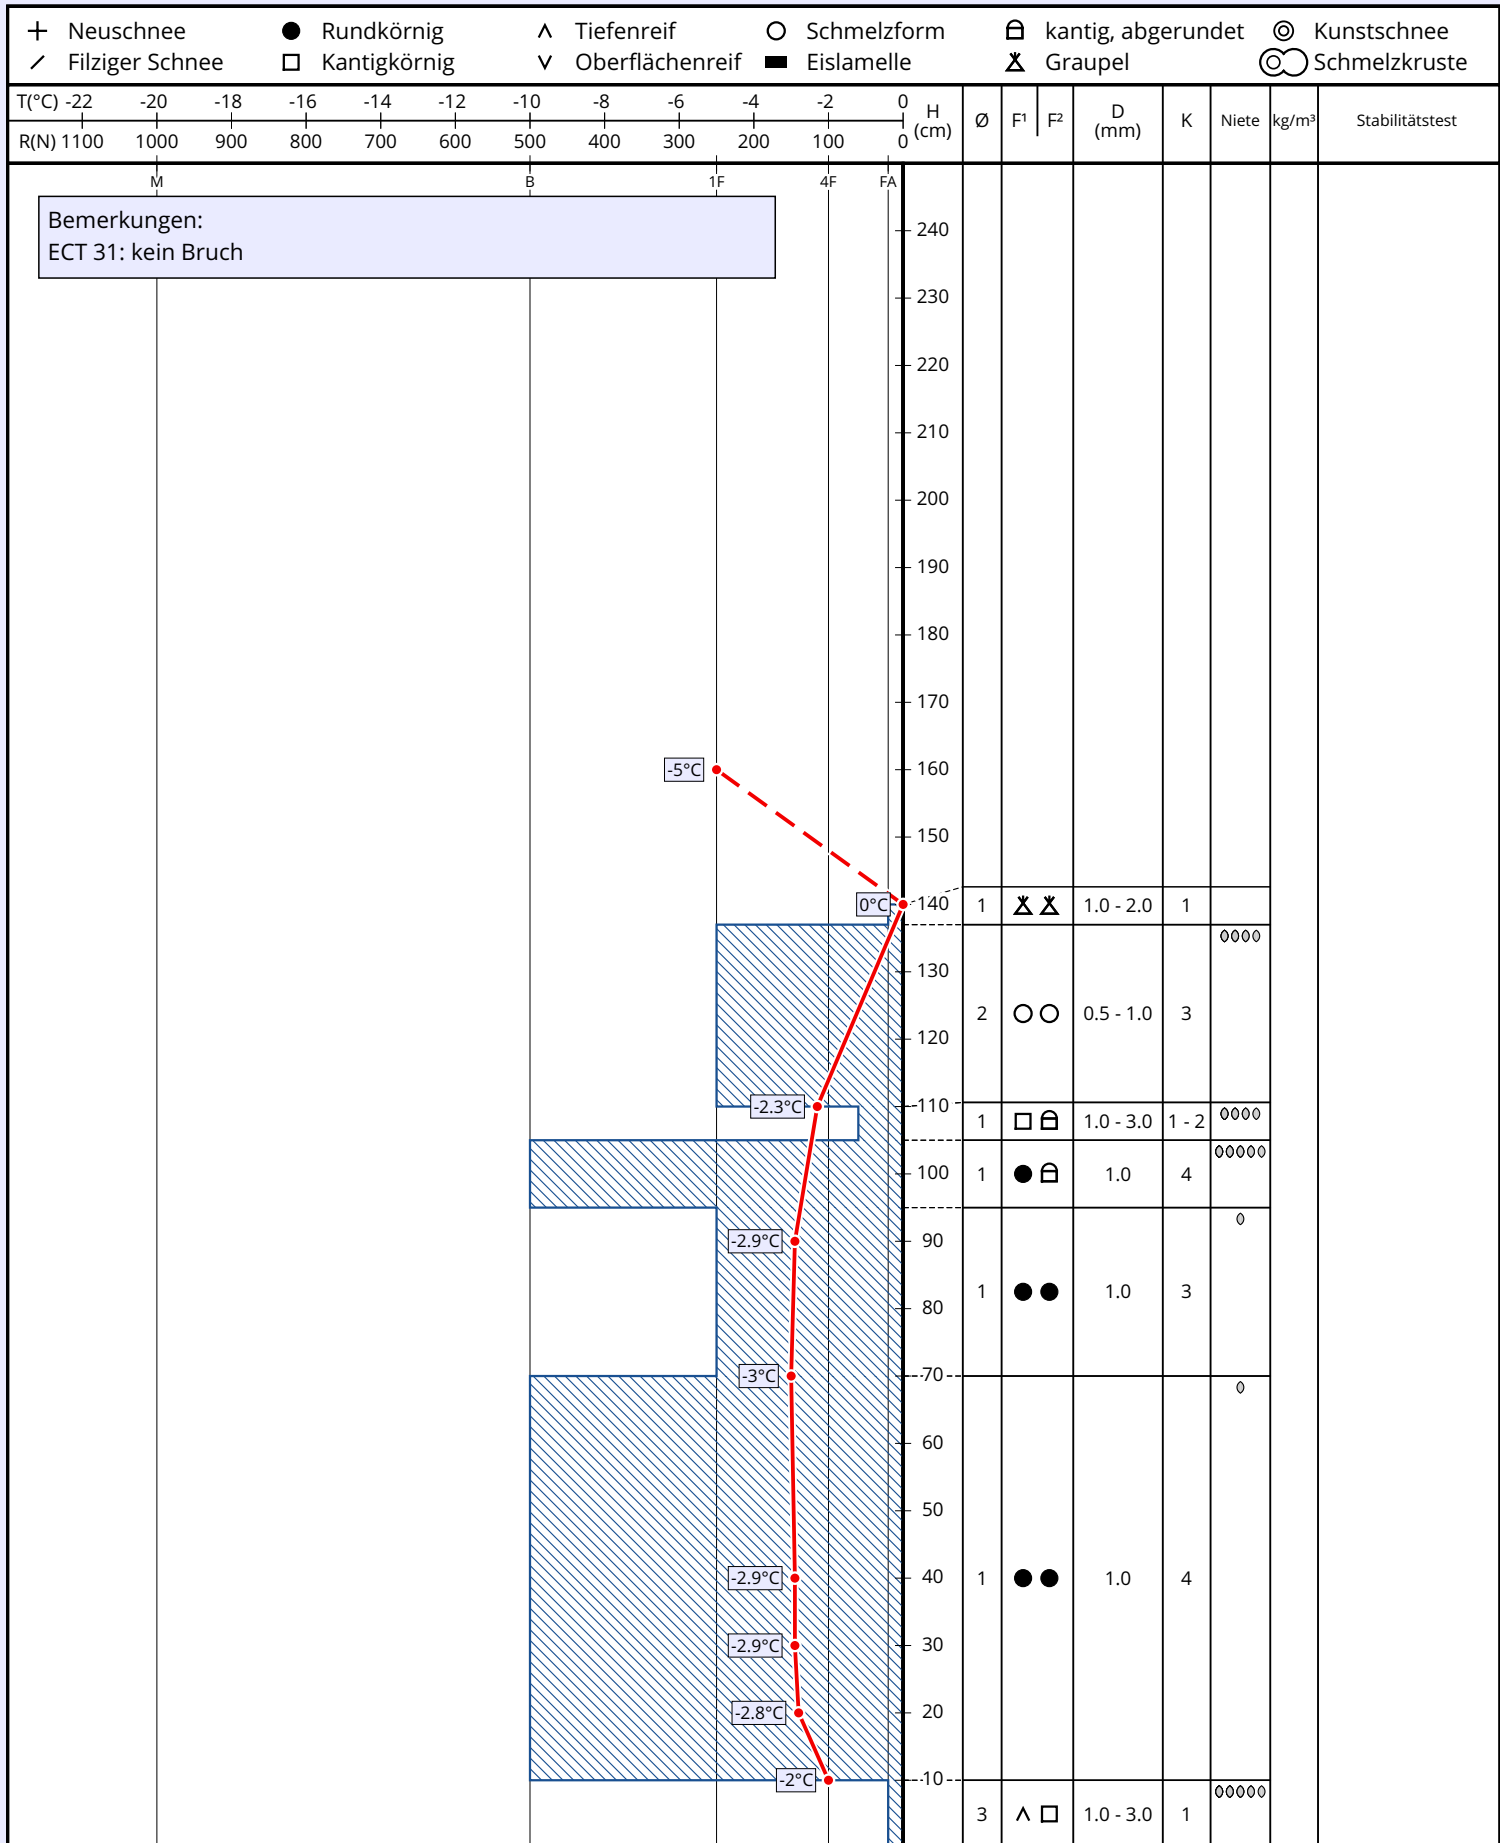 Neuschnee Rundkörnig Tiefenreif Schmelzform kantig, abgerundet Kunstschnee
Filziger Schnee Kantigkörnig Oberflächenreif Eislamelle Graupel Schmelzkruste
T(°C) -22 -20 -18 -16 -14 -12 -10 -8 -6 -4 -2 0
R(N) 1100 1000 900 800 700 600 500 400 300 200 100 0
H (cm) Ø F¹ F² D (mm) K Niete kg/m³ Stabilitätstest
M B 1F 4F FA
Bemerkungen:
ECT 31: kein Bruch
240
230
220
210
200
190
180
170
-5°C 160
150
0°C 140 1 1.0 - 2.0 1
130
2 0.5 - 1.0 3
120
-2.3°C 110
1 1.0 - 3.0 1 - 2
100 1 1.0 4
-2.9°C 90
1 1.0 3
80
-3°C 70
60
50
-2.9°C 40 1 1.0 4
-2.9°C 30
-2.8°C 20
-2°C 10
3 1.0 - 3.0 1